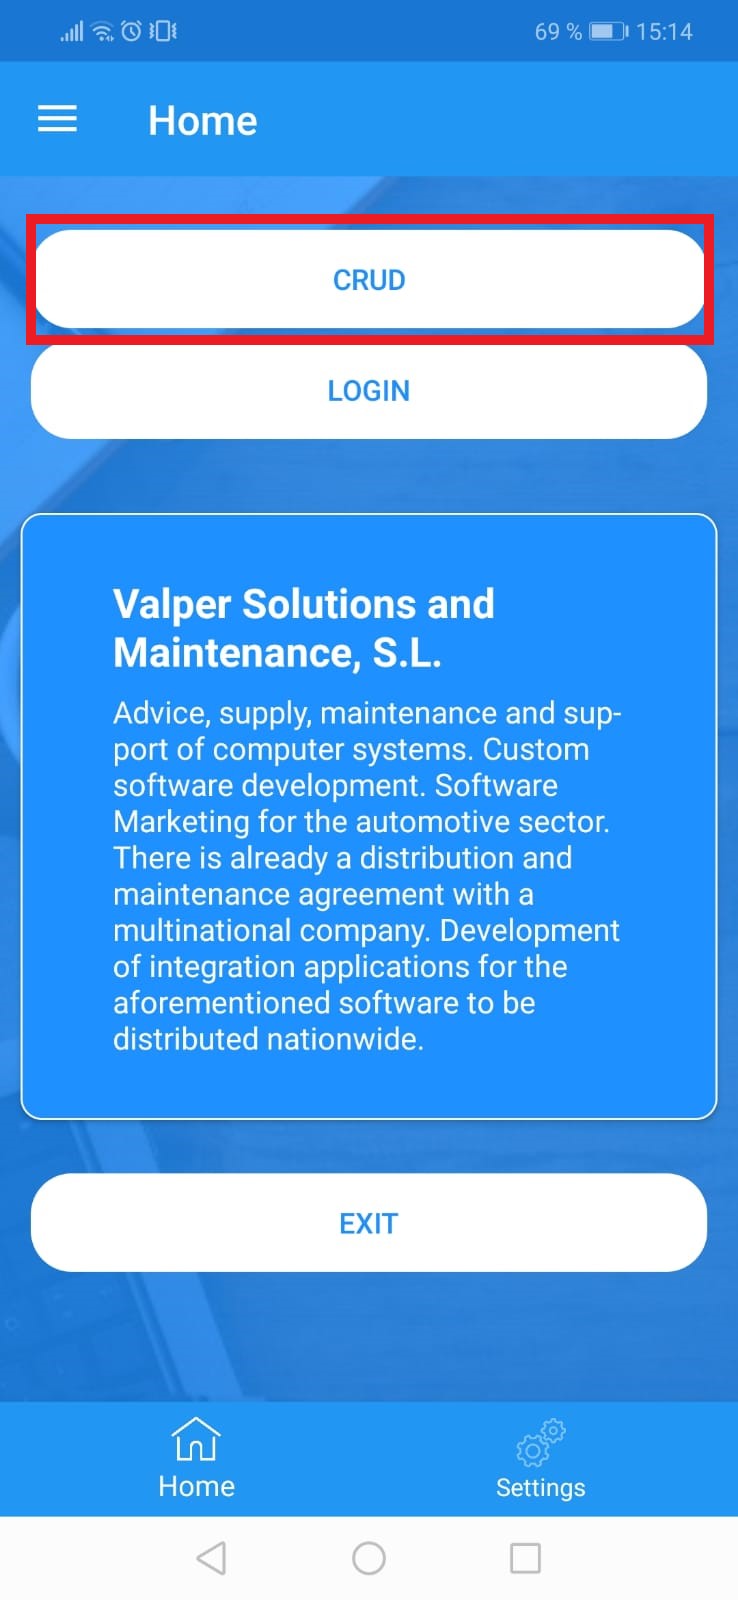 69 % 15:14
Home
CRUD
LOGIN
Valper Solutions and
Maintenance, S.L.
Advice, supply, maintenance and sup-
port of computer systems. Custom
software development. Software
Marketing for the automotive sector.
There is already a distribution and
maintenance agreement with a
multinational company. Development
of integration applications for the
aforementioned software to be
distributed nationwide.
EXIT
Home Settings